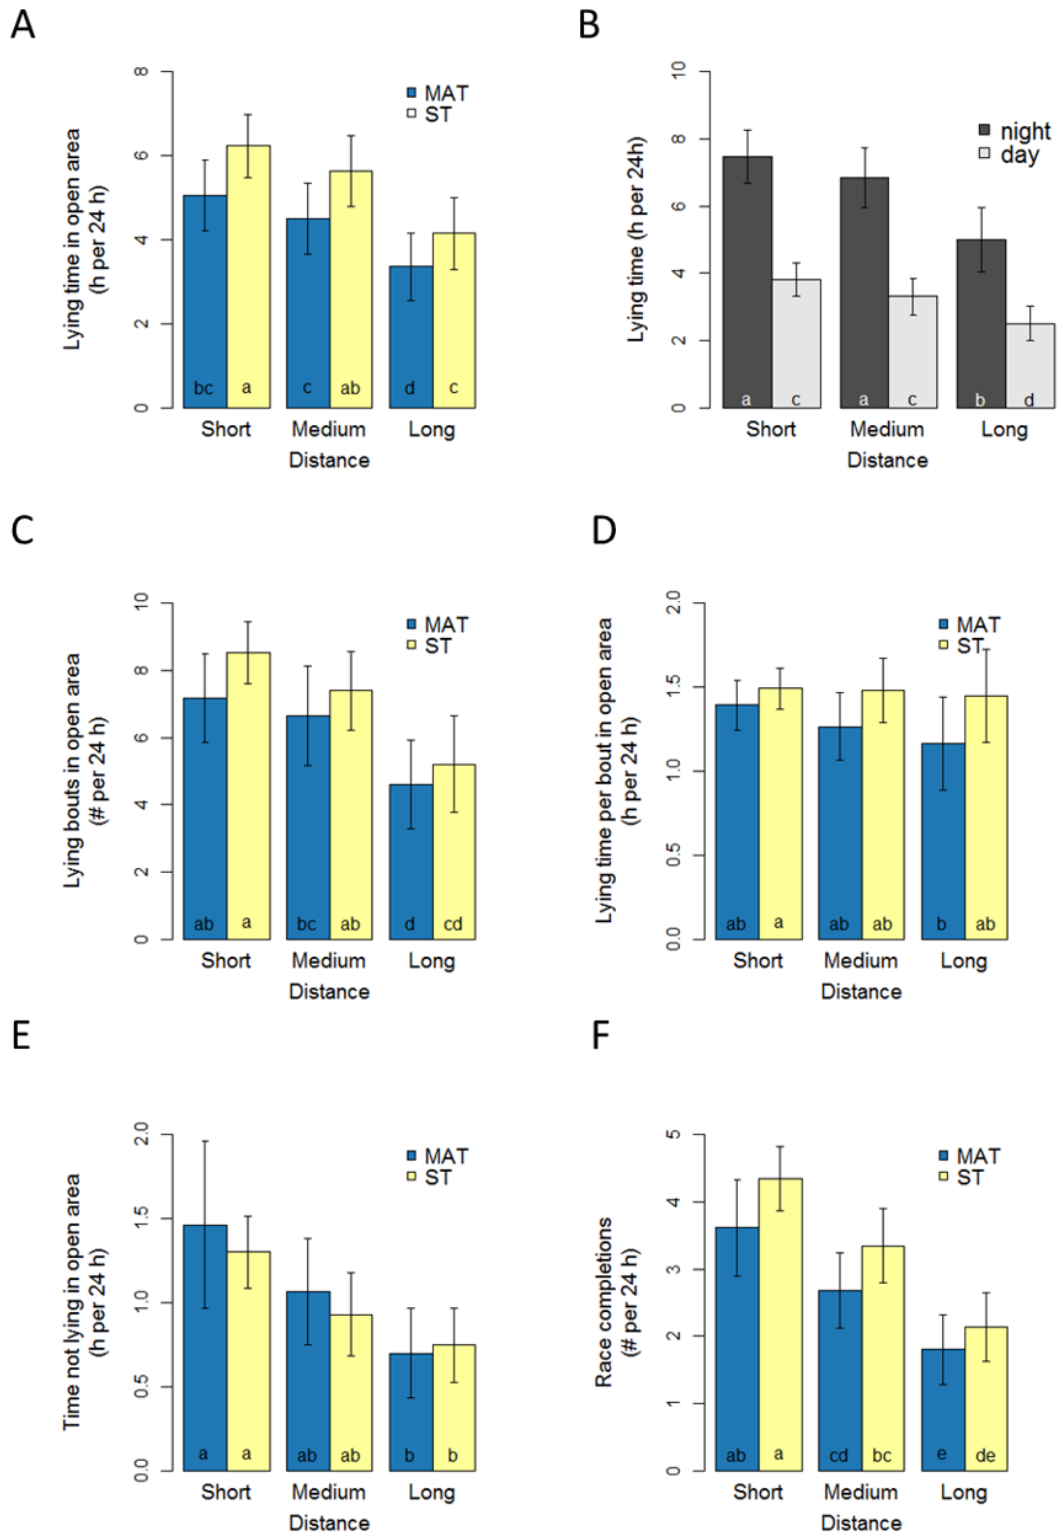 A
Lying time in open area
(h per 24 h)
0 2 4 6 8
MAT
ST
bc a c ab d c
Short Medium Long
Distance
B
Lying time (h per 24h)
0 2 4 6 8 10
night
day
a c a c b d
Short Medium Long
Distance
C
Lying bouts in open area
(# per 24 h)
0 2 4 6 8 10
MAT
ST
ab a bc ab d cd
Short Medium Long
Distance
D
Lying time per bout in open area
(h per 24 h)
0.0 0.5 1.0 1.5 2.0
MAT
ST
ab a ab ab b ab
Short Medium Long
Distance
E
Time not lying in open area
(h per 24 h)
0.0 0.5 1.0 1.5 2.0
MAT
ST
a a ab ab b b
Short Medium Long
Distance
F
Race completions
(# per 24 h)
0 1 2 3 4 5
MAT
ST
ab a cd bc e de
Short Medium Long
Distance